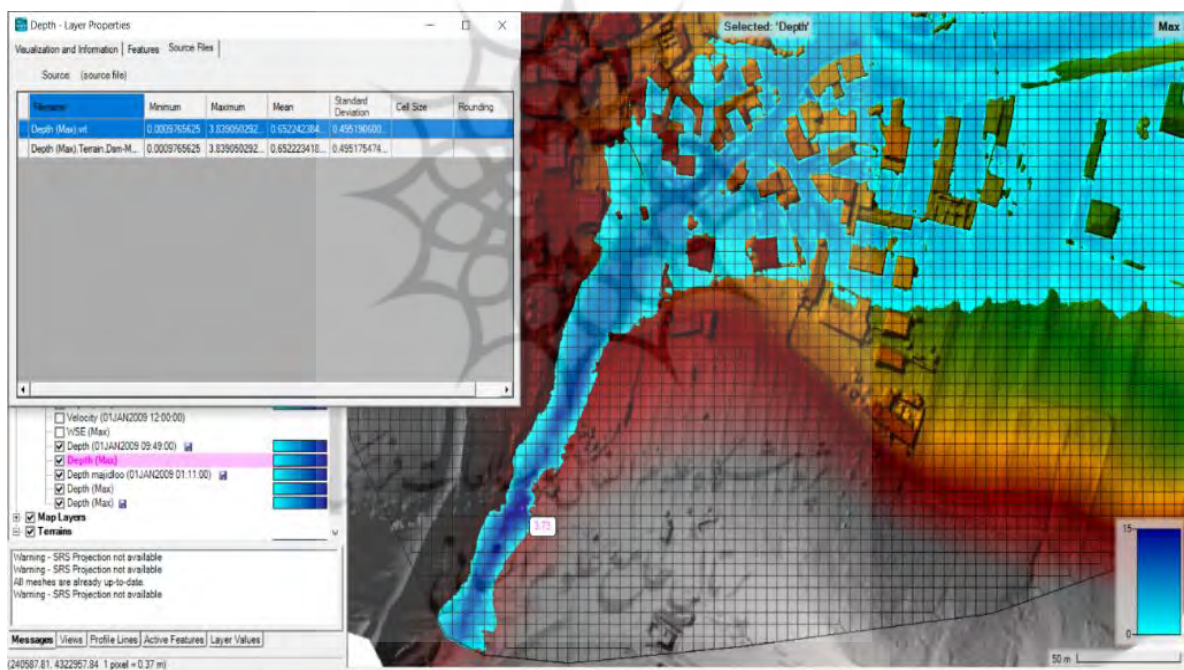 Depth - Layer Properties
Visualization and Information | Features | Source Files
Source: (source file)
Filename Minimum Maximum Mean Standard Deviation Cell Size Rounding
Depth (Max).vrt 0.0009765625 3.839050292... 0.652242384... 0.495190600...
Depth (Max).Terrain.Dam-M... 0.0009765625 3.839050292... 0.652223418... 0.495175474...
Selected: 'Depth'
Max
Velocity (01JAN2009 12:00:00)
WSE (Max)
Depth (01JAN2009 09:49:00)
Depth (Max)
Depth majidloo (01JAN2009 01:11:00)
Depth (Max)
Depth (Max)
Map Layers
Terrains
Warning - SRS Projection not available
Warning - SRS Projection not available
All meshes are already up-to-date.
Warning - SRS Projection not available
Messages Views Profile Lines Active Features Layer Values
(240587.81, 4322957.84 1 pixel = 0.37 m)
3.73
15
0
50 m